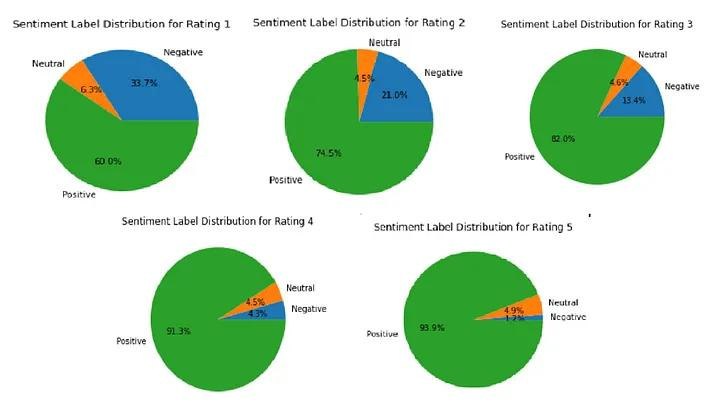 Sentiment Label Distribution for Rating 1
Neutral
Negative
6.3%
33.7%
60.0%
Positive
Sentiment Label Distribution for Rating 2
Neutral
Negative
4.5%
21.0%
74.5%
Positive
Sentiment Label Distribution for Rating 3
Neutral
Negative
4.6%
13.4%
82.0%
Positive
Sentiment Label Distribution for Rating 4
Neutral
Negative
4.5%
4.3%
91.3%
Positive
Sentiment Label Distribution for Rating 5
Neutral
Negative
4.9%
1.2%
93.9%
Positive